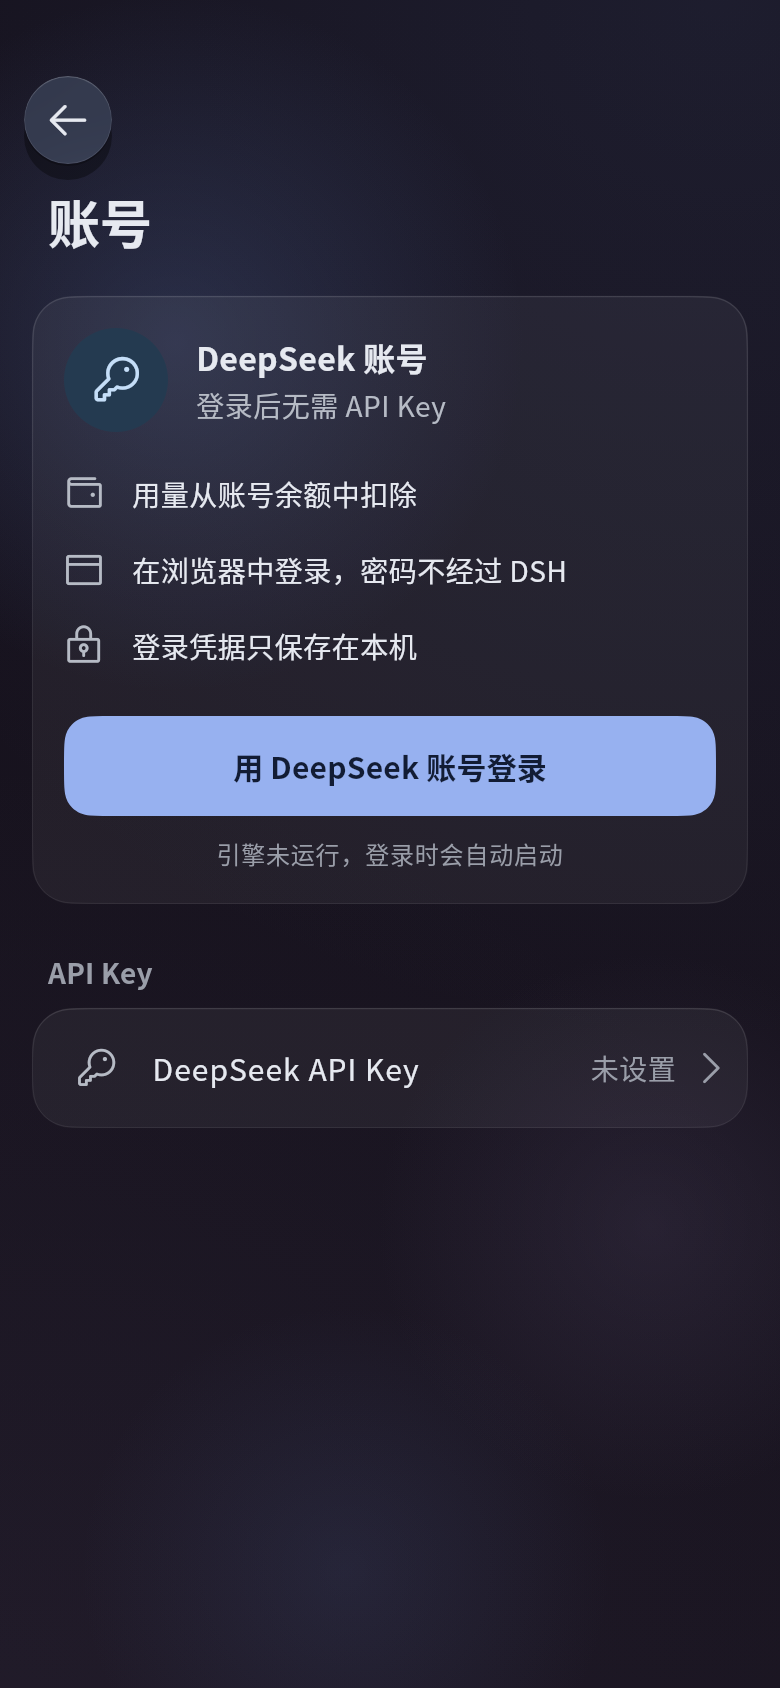 账号
DeepSeek 账号
登录后无需 API Key
用量从账号余额中扣除
在浏览器中登录，密码不经过 DSH
登录凭据只保存在本机
用 DeepSeek 账号登录
引擎未运行，登录时会自动启动
API Key
DeepSeek API Key
未设置